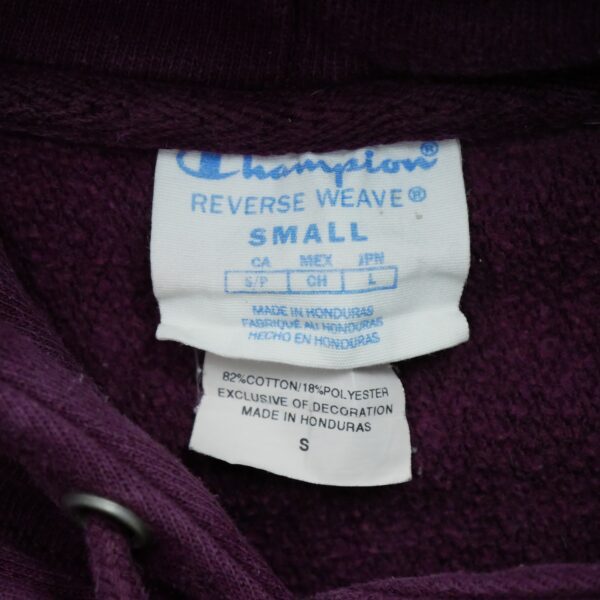 Champion®
REVERSE WEAVE®
SMALL
CA MEX JPN
S/P CH L
MADE IN HONDURAS
FABRIQUÉ AU HONDURAS
HECHO EN HONDURAS
82%COTTON/18%POLYESTER
EXCLUSIVE OF DECORATION
MADE IN HONDURAS
S